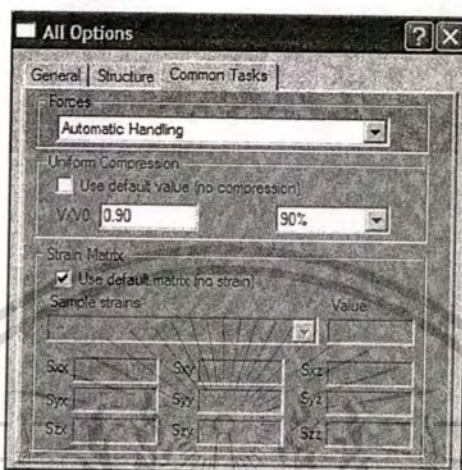 All Options
General Structure Common Tasks
Forces
Automatic Handling
Uniform Compression
Use default value (no compression)
V/V0 0.90 90%
Strain Matrix
Use default matrix (no strain)
Sample strains Value
Sxx Sxy Sxz
Syx Syy Syz
Szx Szy Szz